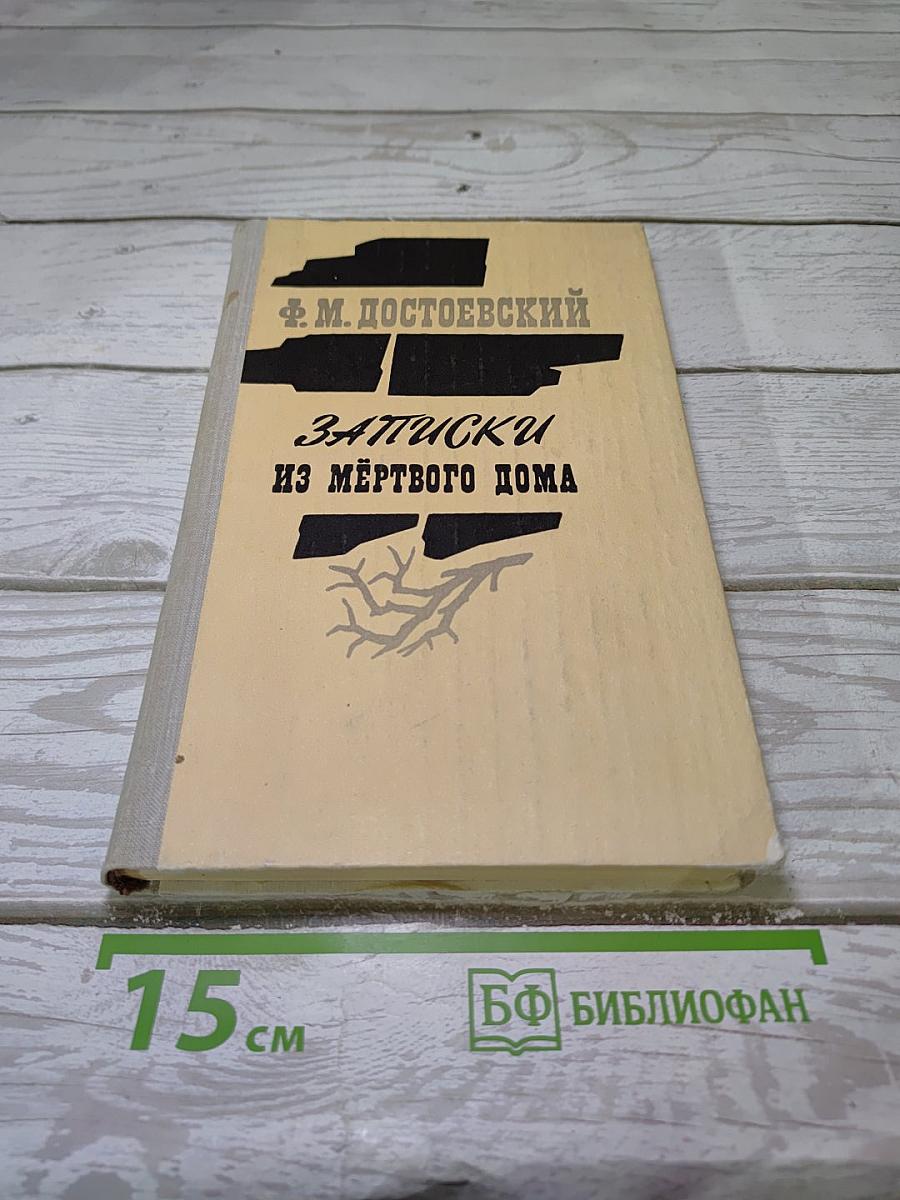 Ф. М. ДОСТОЕВСКИЙ
ЗАПИСКИ
ИЗ МЁРТВОГО ДОМА
15 см
БФ БИБЛИОФАН